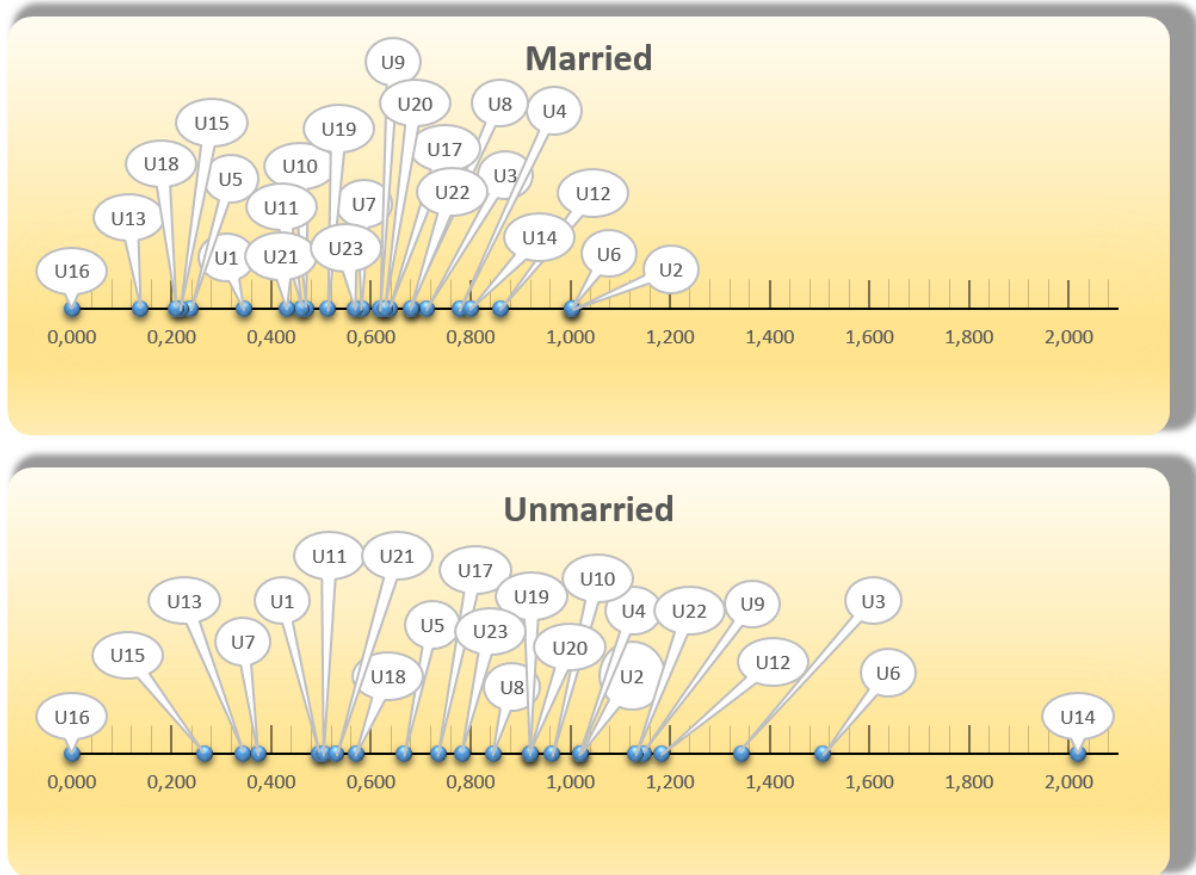 Married
U9
U20
U8
U4
U15
U19
U17
U18
U10
U3
U5
U22
U12
U11
U7
U13
U14
U23
U6
U1
U21
U2
U16
0,000 0,200 0,400 0,600 0,800 1,000 1,200 1,400 1,600 1,800 2,000
Unmarried
U11 U21
U17
U10
U13 U1 U19 U9 U3
U4 U22
U5
U23
U7
U20
U15
U12
U6
U18 U2
U8
U16 U14
0,000 0,200 0,400 0,600 0,800 1,000 1,200 1,400 1,600 1,800 2,000